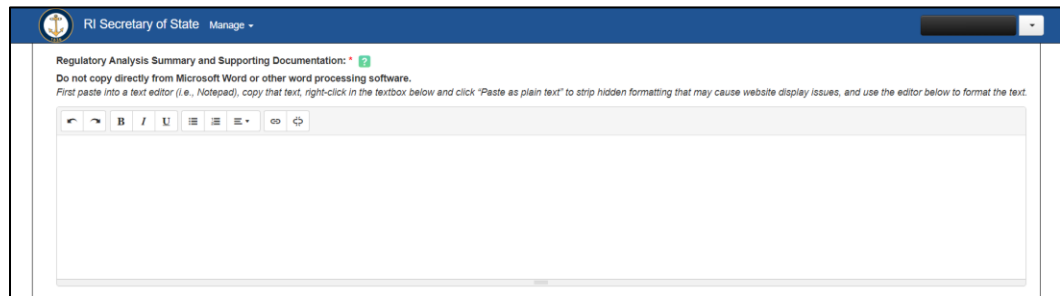 RI Secretary of State Manage
Regulatory Analysis Summary and Supporting Documentation: * ?
Do not copy directly from Microsoft Word or other word processing software.
First paste into a text editor (i.e., Notepad), copy that text, right-click in the textbox below and click “Paste as plain text” to strip hidden formatting that may cause website display issues, and use the editor below to format the text.
B I U